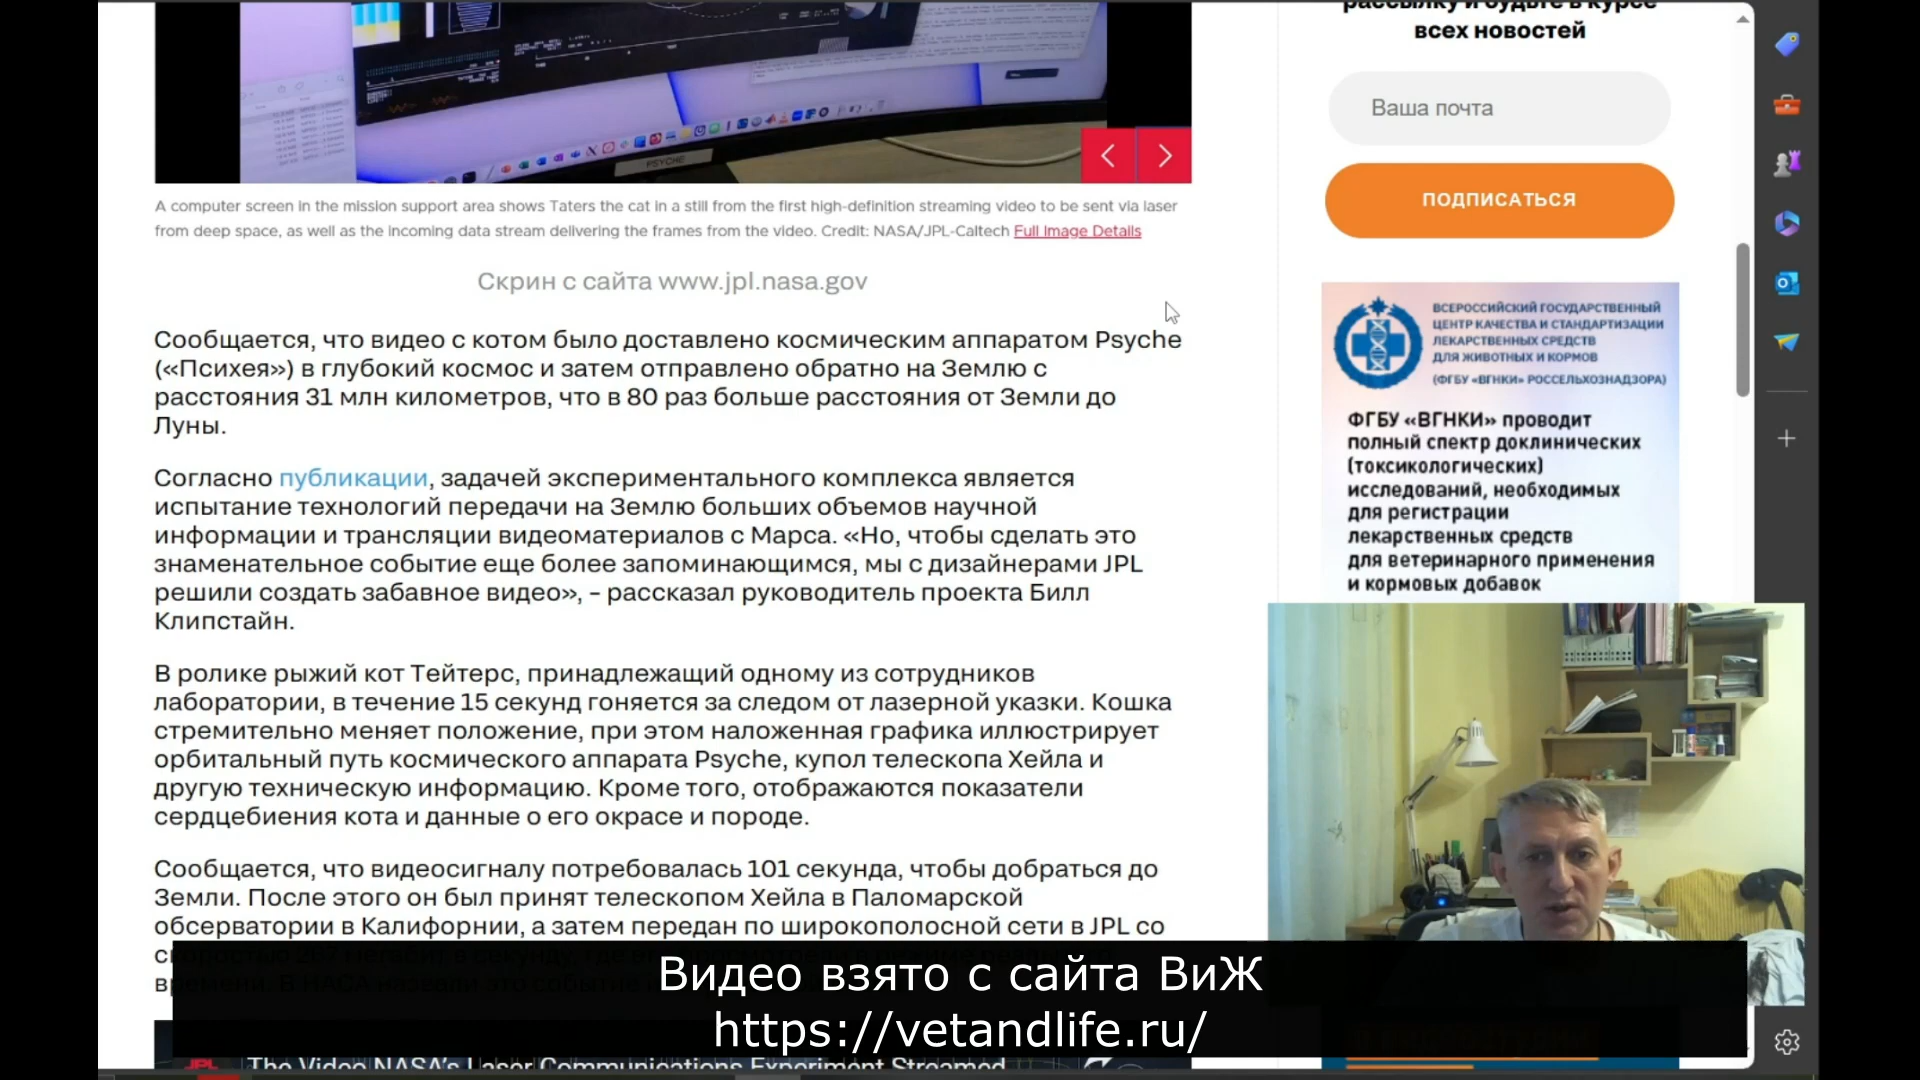 рассылку и будьте в курсе
всех новостей
Ваша почта
ПОДПИСАТЬСЯ
PSYCHE
A computer screen in the mission support area shows Taters the cat in a still from the first high-definition streaming video to be sent via laser
from deep space, as well as the incoming data stream delivering the frames from the video. Credit: NASA/JPL-Caltech Full Image Details
Скрин с сайта www.jpl.nasa.gov
Сообщается, что видео с котом было доставлено космическим аппаратом Psyche
(«Психея») в глубокий космос и затем отправлено обратно на Землю с
расстояния 31 млн километров, что в 80 раз больше расстояния от Земли до
Луны.
Согласно публикации, задачей экспериментального комплекса является
испытание технологий передачи на Землю больших объемов научной
информации и трансляции видеоматериалов с Марса. «Но, чтобы сделать это
знаменательное событие еще более запоминающимся, мы с дизайнерами JPL
решили создать забавное видео», – рассказал руководитель проекта Билл
Клипстайн.
В ролике рыжий кот Тейтерс, принадлежащий одному из сотрудников
лаборатории, в течение 15 секунд гоняется за следом от лазерной указки. Кошка
стремительно меняет положение, при этом наложенная графика иллюстрирует
орбитальный путь космического аппарата Psyche, купол телескопа Хейла и
другую техническую информацию. Кроме того, отображаются показатели
сердцебиения кота и данные о его окрасе и породе.
Сообщается, что видеосигналу потребовалась 101 секунда, чтобы добраться до
Земли. После этого он был принят телескопом Хейла в Паломарской
обсерватории в Калифорнии, а затем передан по широкополосной сети в JPL со
The Video NASA's Laser Communications Experiment Streamed
ВСЕРОССИЙСКИЙ ГОСУДАРСТВЕННЫЙ
ЦЕНТР КАЧЕСТВА И СТАНДАРТИЗАЦИИ
ЛЕКАРСТВЕННЫХ СРЕДСТВ
ДЛЯ ЖИВОТНЫХ И КОРМОВ
(ФГБУ «ВГНКИ» РОССЕЛЬХОЗНАДЗОРА)
ФГБУ «ВГНКИ» проводит
полный спектр доклинических
(токсикологических)
исследований, необходимых
для регистрации
лекарственных средств
для ветеринарного применения
и кормовых добавок
Видео взято с сайта ВиЖ
https://vetandlife.ru/